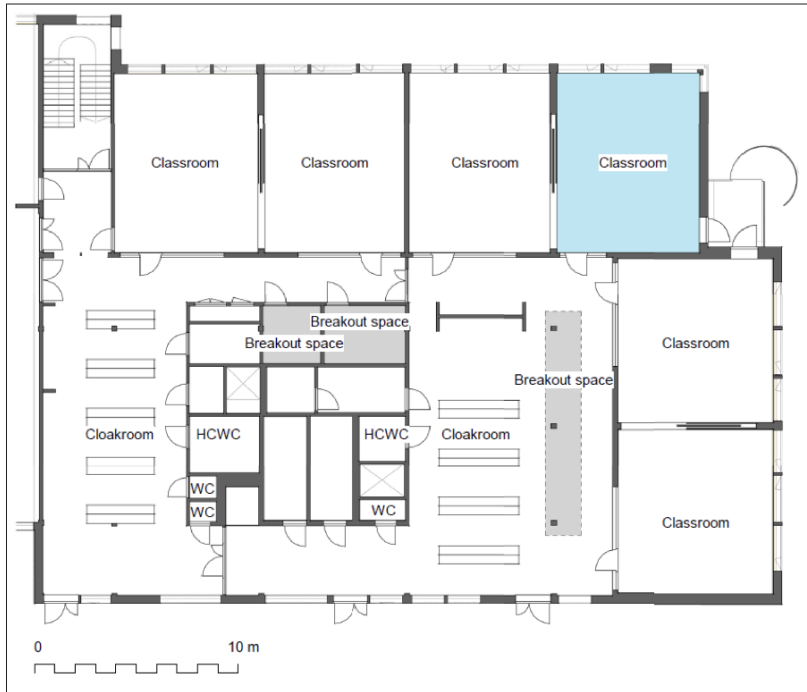 Classroom
Classroom
Classroom
Classroom
Breakout space
Breakout space
Classroom
Breakout space
Cloakroom
HCWC
HCWC
Cloakroom
WC
WC
WC
Classroom
0
10 m